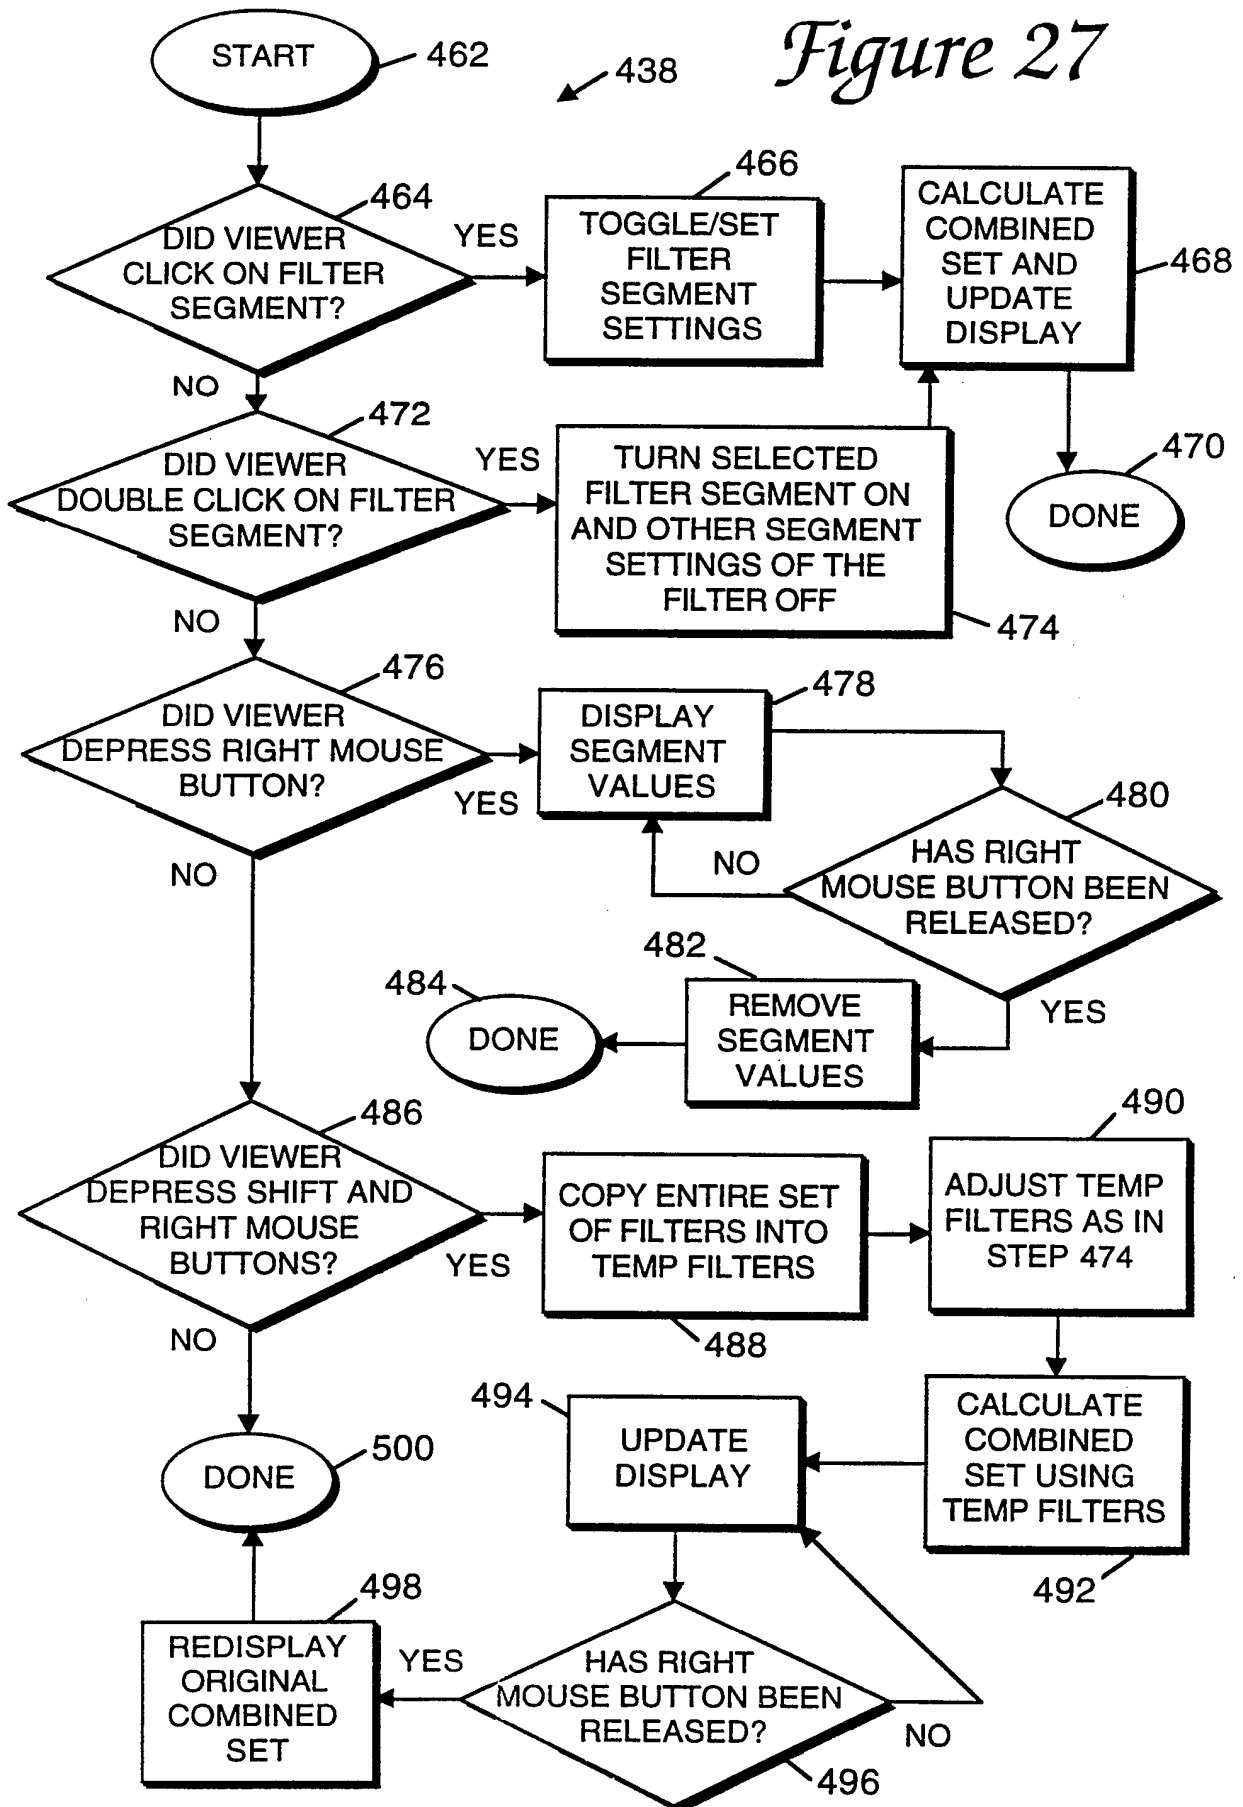 Figure 27
START
462
438
464
DID VIEWER
CLICK ON FILTER
SEGMENT?
YES
NO
466
TOGGLE/SET
FILTER
SEGMENT
SETTINGS
CALCULATE
COMBINED
SET AND
UPDATE
DISPLAY
468
470
DONE
472
DID VIEWER
DOUBLE CLICK ON FILTER
SEGMENT?
YES
NO
TURN SELECTED
FILTER SEGMENT ON
AND OTHER SEGMENT
SETTINGS OF THE
FILTER OFF
474
476
DID VIEWER
DEPRESS RIGHT MOUSE
BUTTON?
YES
NO
478
DISPLAY
SEGMENT
VALUES
480
HAS RIGHT
MOUSE BUTTON BEEN
RELEASED?
NO
YES
482
REMOVE
SEGMENT
VALUES
484
DONE
486
DID VIEWER
DEPRESS SHIFT AND
RIGHT MOUSE
BUTTONS?
YES
NO
COPY ENTIRE SET
OF FILTERS INTO
TEMP FILTERS
488
490
ADJUST TEMP
FILTERS AS IN
STEP 474
CALCULATE
COMBINED
SET USING
TEMP FILTERS
492
494
UPDATE
DISPLAY
HAS RIGHT
MOUSE BUTTON BEEN
RELEASED?
496
NO
YES
498
REDISPLAY
ORIGINAL
COMBINED
SET
500
DONE